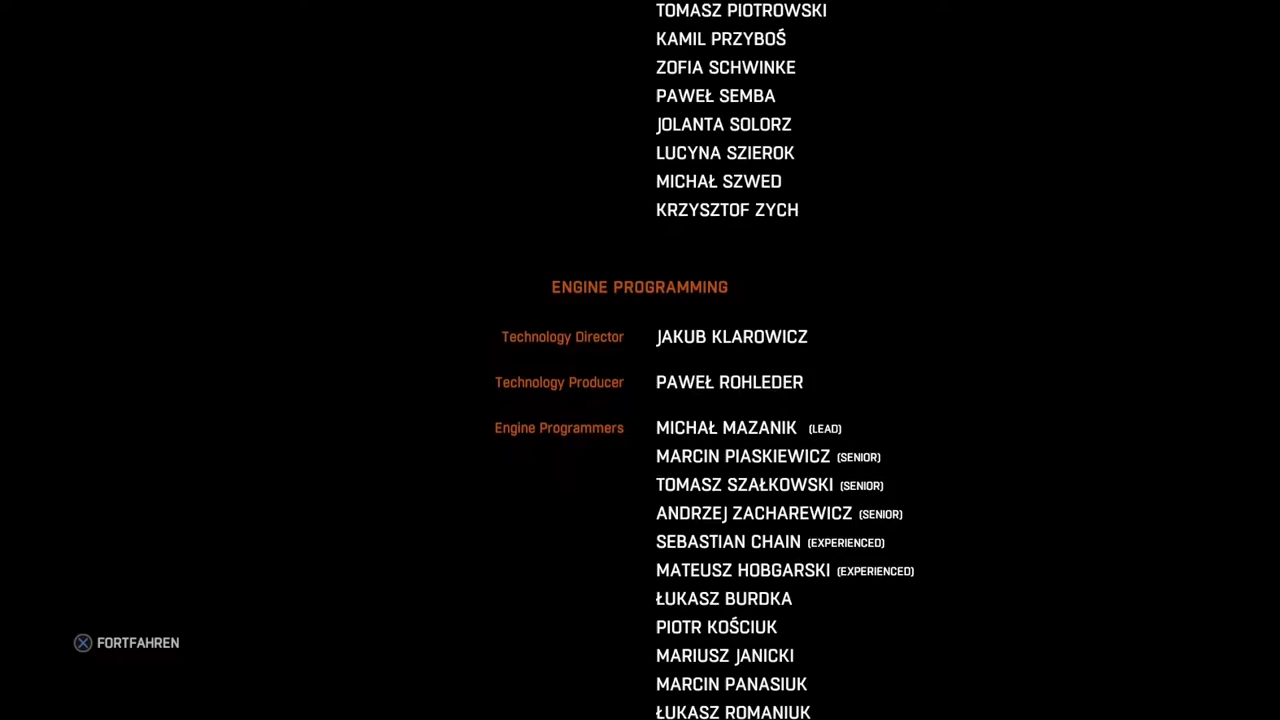 TOMASZ PIOTROWSKI
KAMIL PRZYBOŚ
ZOFIA SCHWINKE
PAWEŁ SEMBA
JOLANTA SOLORZ
LUCYNA SZIEROK
MICHAŁ SZWED
KRZYSZTOF ZYCH
ENGINE PROGRAMMING
Technology Director JAKUB KLAROWICZ
Technology Producer PAWEŁ ROHLEDER
Engine Programmers MICHAŁ MAZANIK (LEAD)
MARCIN PIASKIEWICZ (SENIOR)
TOMASZ SZAŁKOWSKI (SENIOR)
ANDRZEJ ZACHAREWICZ (SENIOR)
SEBASTIAN CHAIN (EXPERIENCED)
MATEUSZ HOBGARSKI (EXPERIENCED)
ŁUKASZ BURDKA
PIOTR KOŚCIUK
FORTFAHREN
MARIUSZ JANICKI
MARCIN PANASIUK
ŁUKASZ ROMANIUK